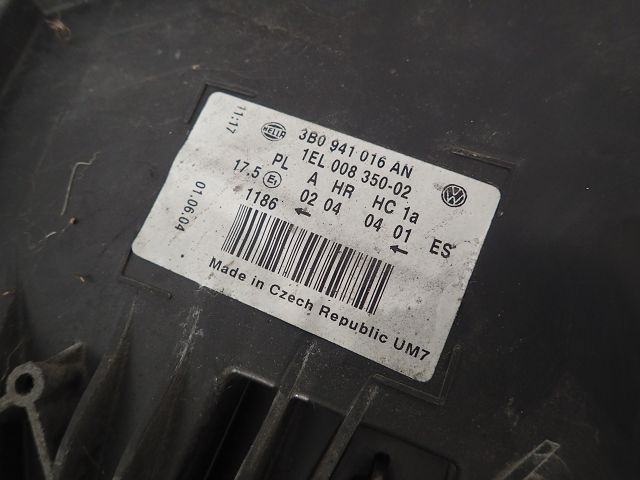 11:17
HELLA 3B0 941 016 AN
PL 1EL 008 350-02
17.5 E1 A HR HC 1a
1186 02 04 04 01 ES
← ←
01.06.04
Made in Czech Republic UM7